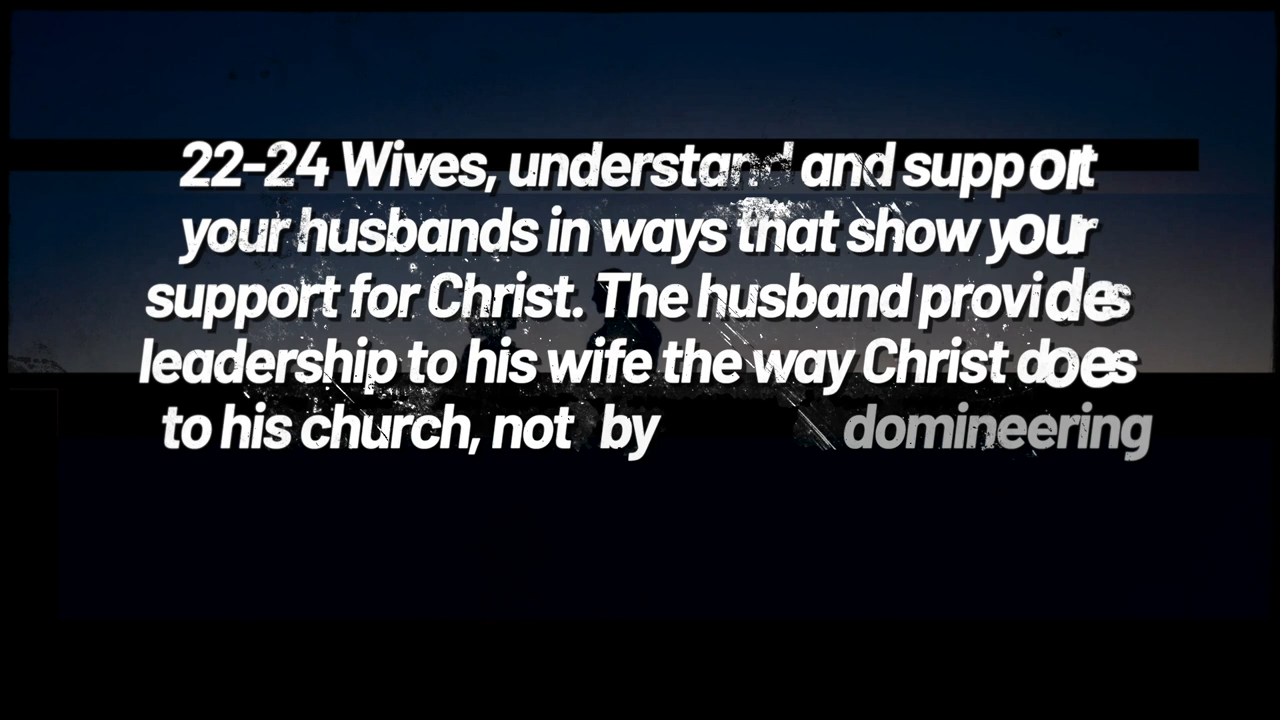 22-24 Wives, understand and support
your husbands in ways that show your
support for Christ. The husband provides
leadership to his wife the way Christ does
to his church, not by domineering